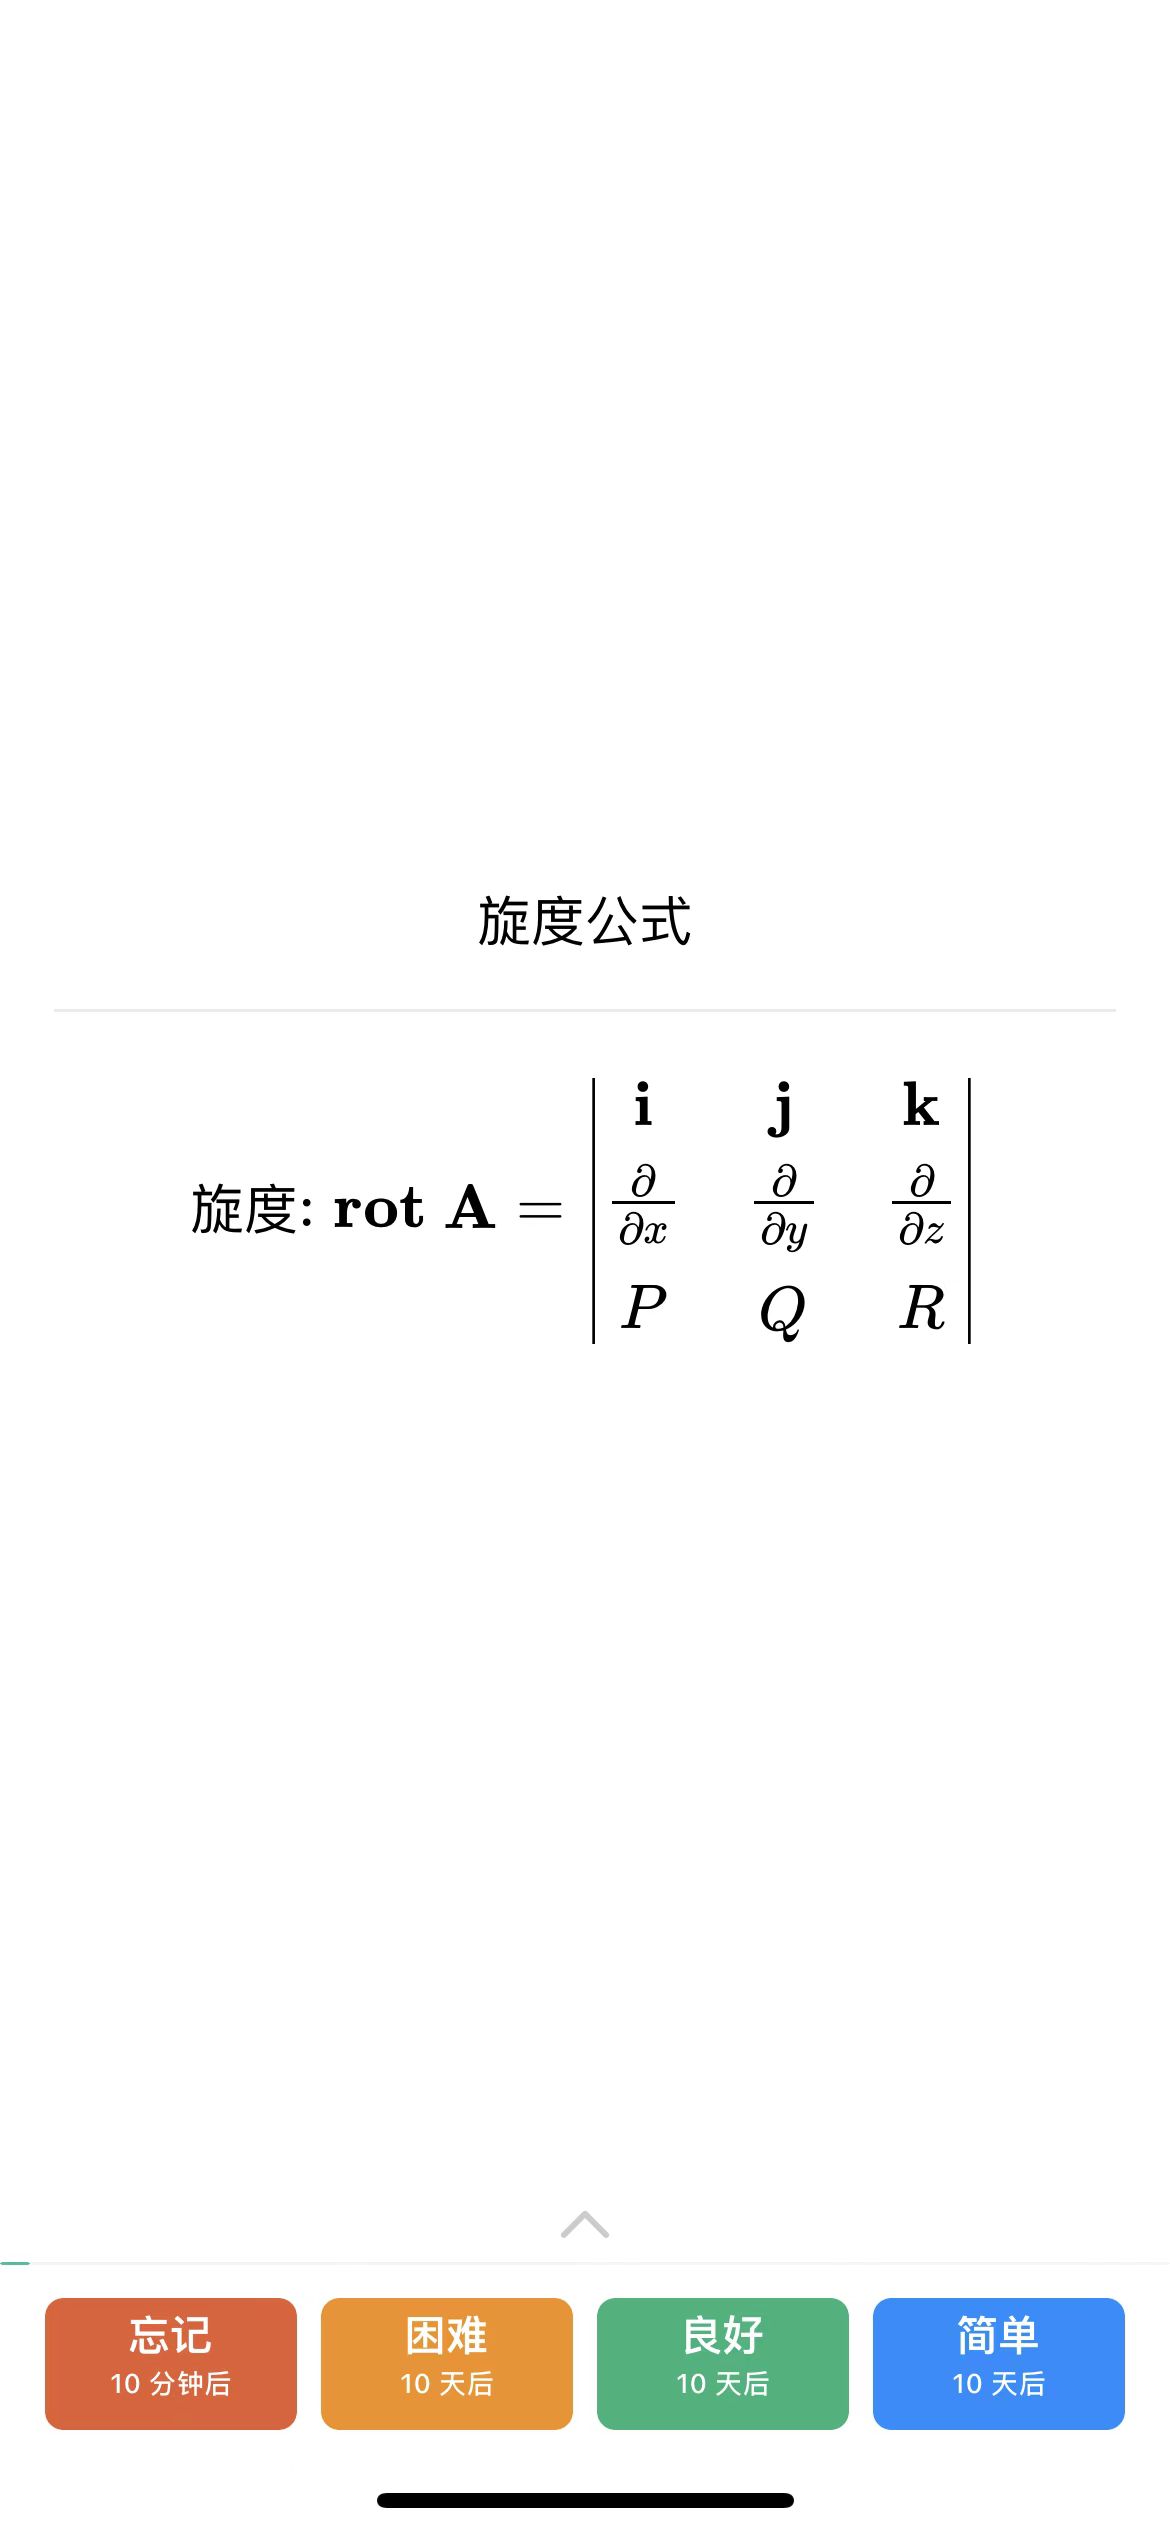 旋度公式
旋度: $\mathbf{rot\ A} = \begin{vmatrix} \mathbf{i} & \mathbf{j} & \mathbf{k} \\ \frac{\partial}{\partial x} & \frac{\partial}{\partial y} & \frac{\partial}{\partial z} \\ P & Q & R \end{vmatrix}$
忘记 困难 良好 简单
10 分钟后 10 天后 10 天后 10 天后